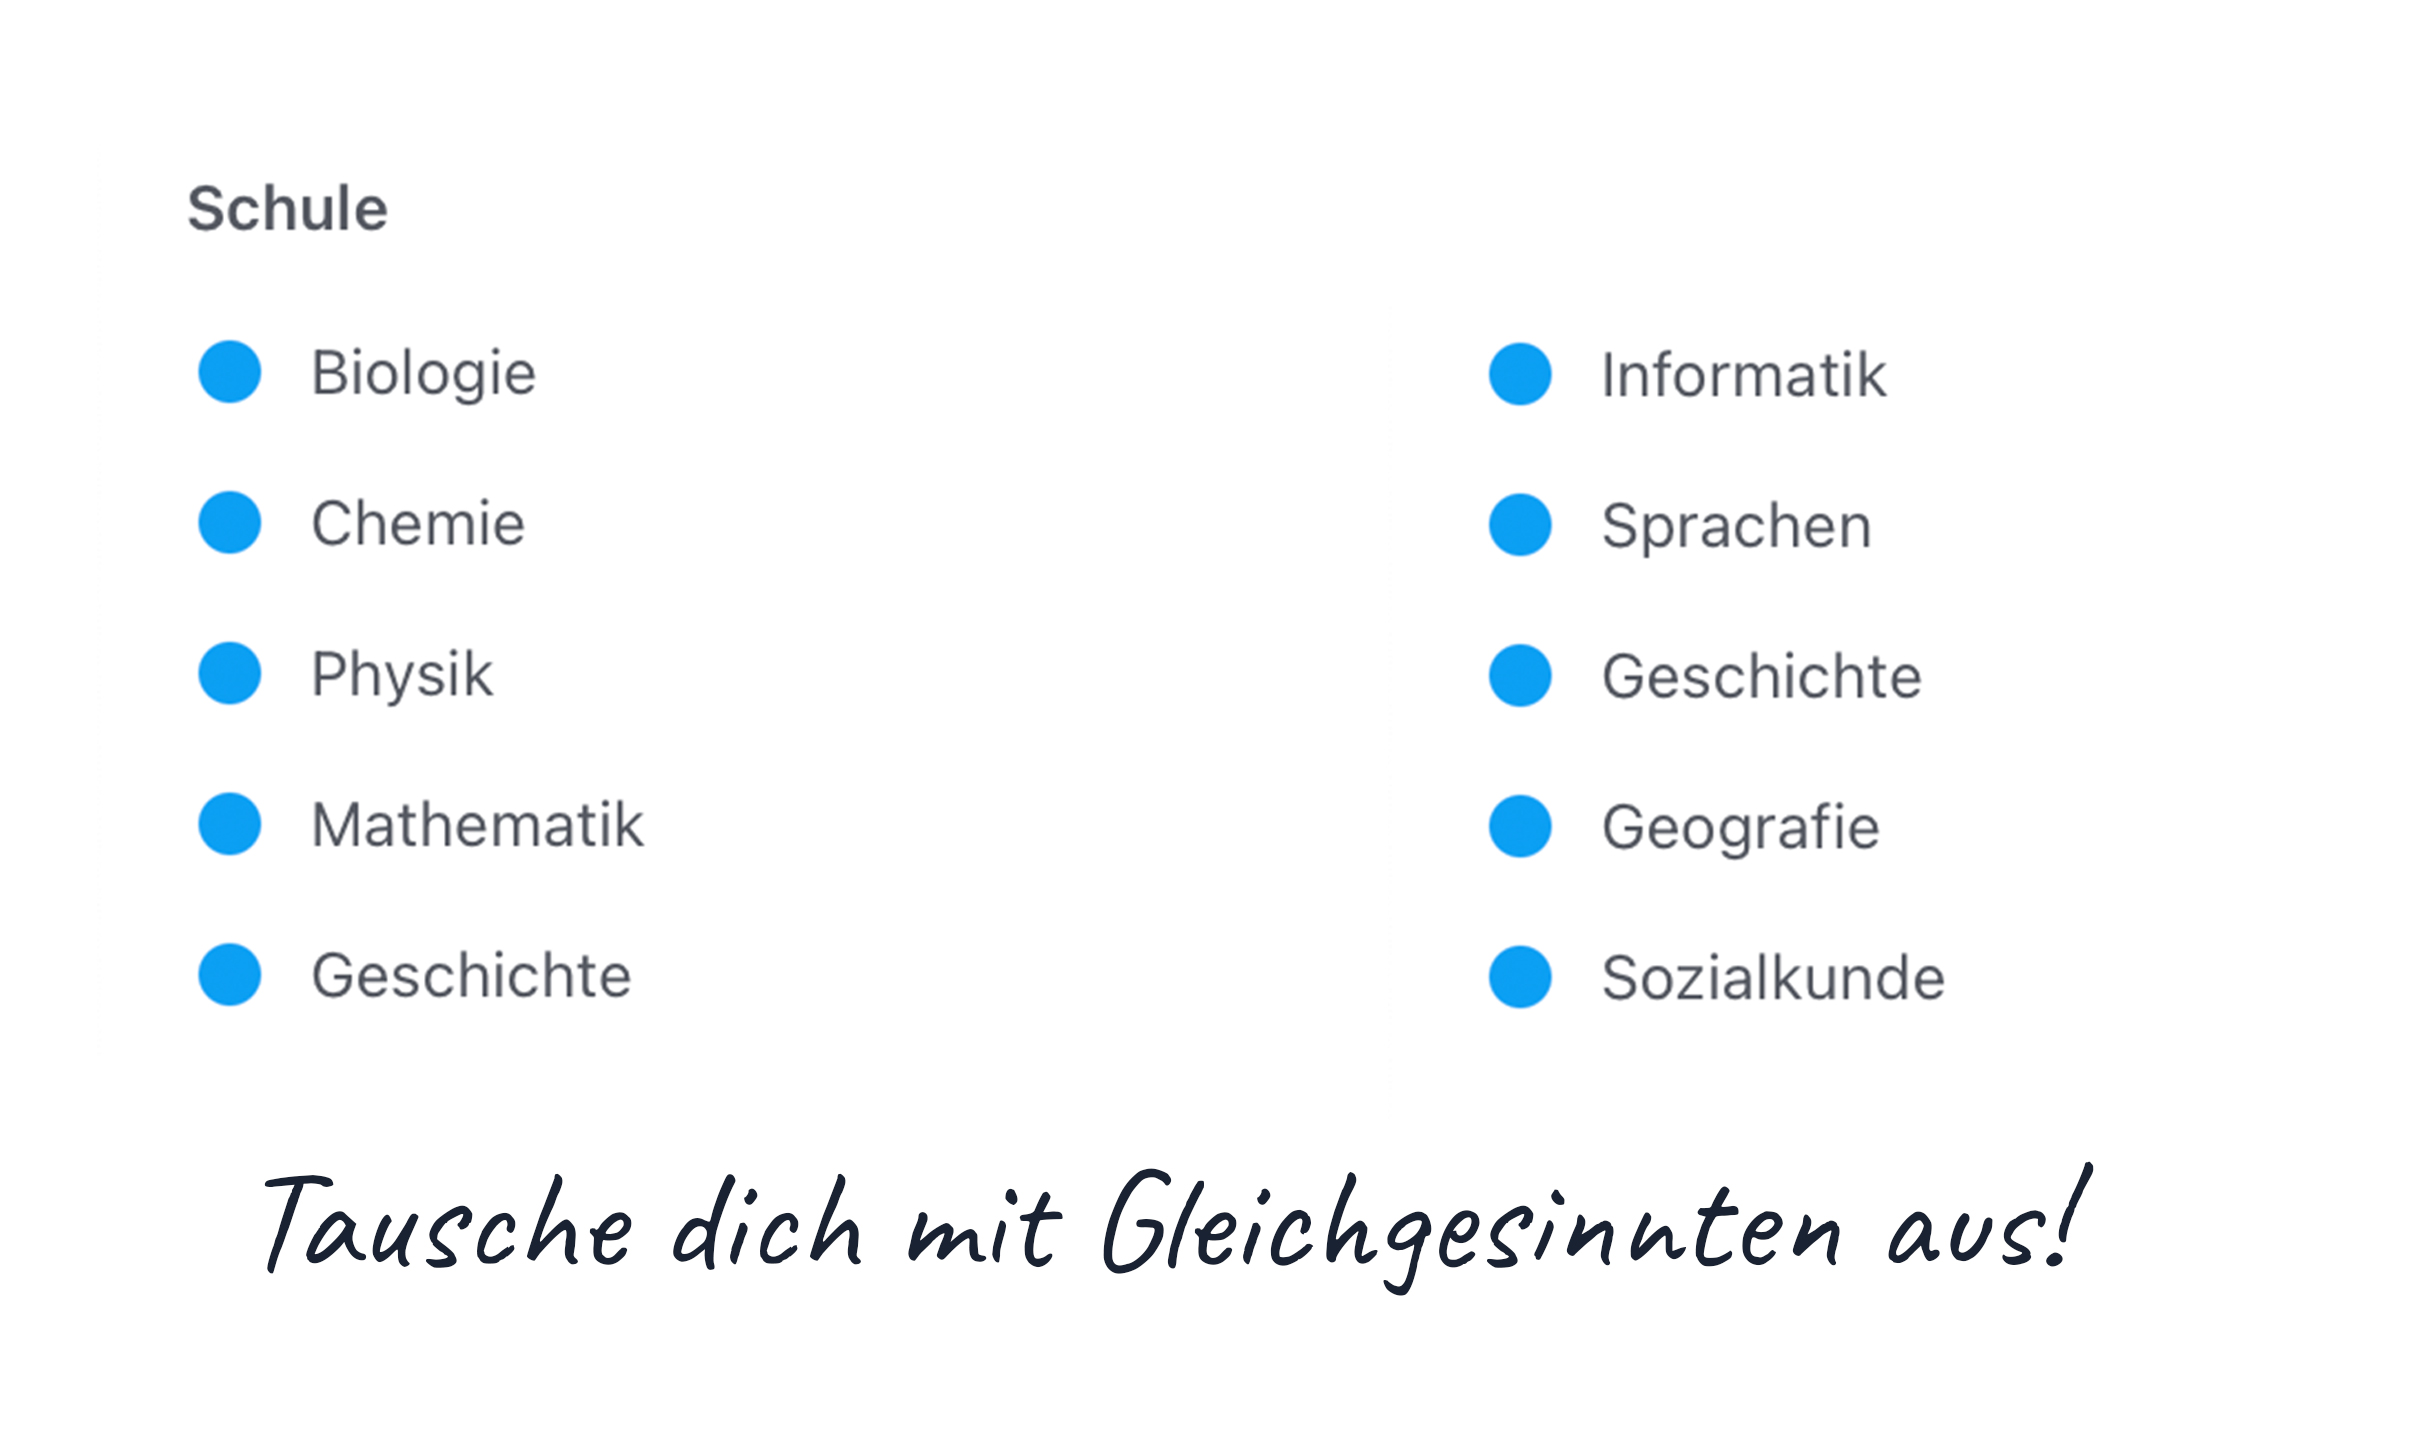 Schule
Biologie
Chemie
Physik
Mathematik
Geschichte
Informatik
Sprachen
Geschichte
Geografie
Sozialkunde
Tausche dich mit Gleichgesinnten aus!